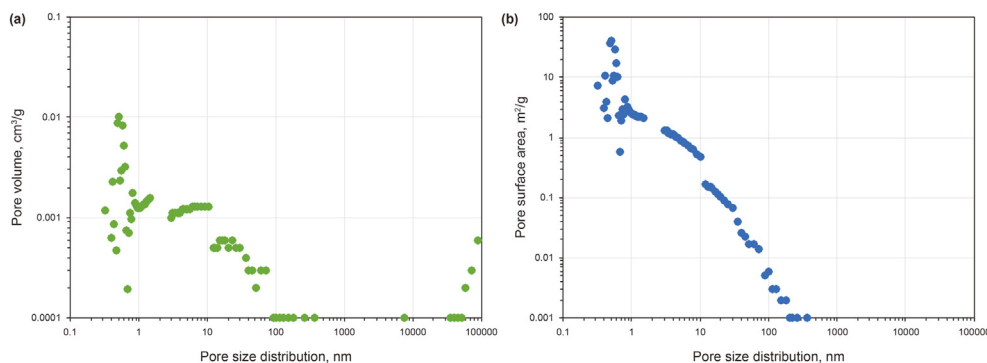 (a)
Pore volume, cm³/g
0.1
0.01
0.001
0.0001
0.1 1 10 100 1000 10000 100000
Pore size distribution, nm
(b)
Pore surface area, m²/g
100
10
1
0.1
0.01
0.001
0.1 1 10 100 1000 10000 100000
Pore size distribution, nm